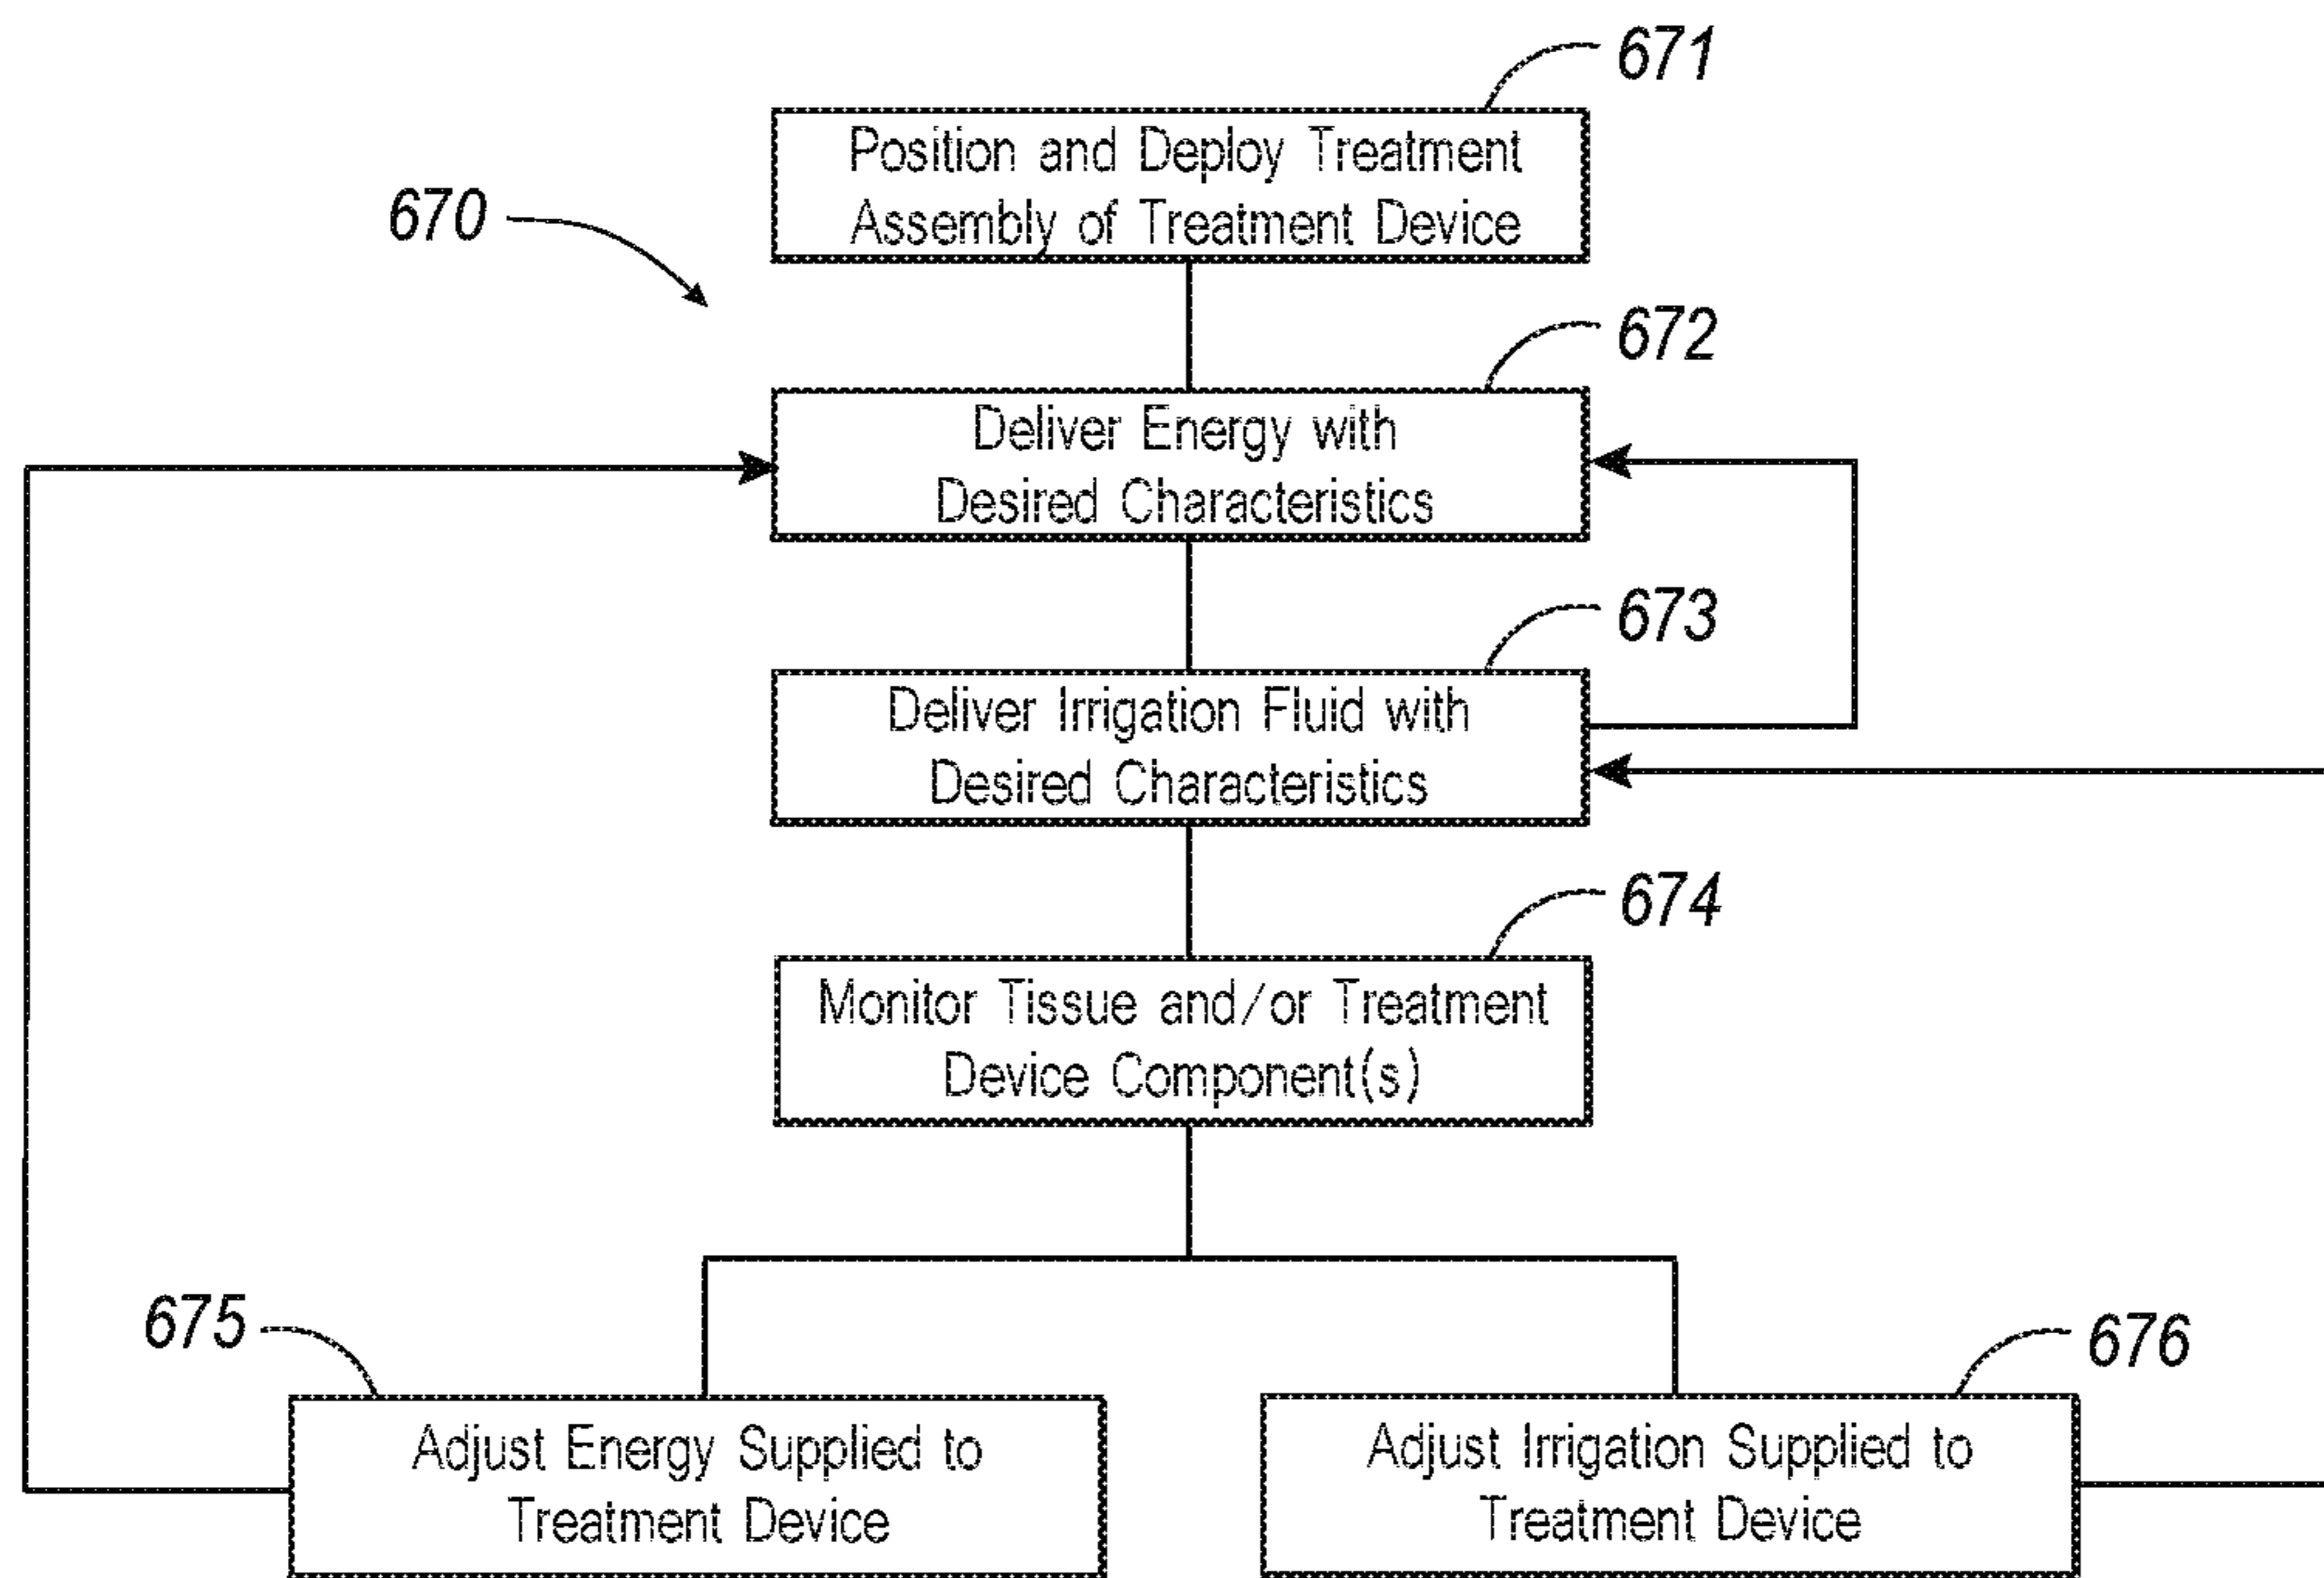 671
Position and Deploy Treatment
Assembly of Treatment Device
670
672
Deliver Energy with
Desired Characteristics
673
Deliver Irrigation Fluid with
Desired Characteristics
674
Monitor Tissue and/or Treatment
Device Component(s)
675
676
Adjust Energy Supplied to
Treatment Device
Adjust Irrigation Supplied to
Treatment Device